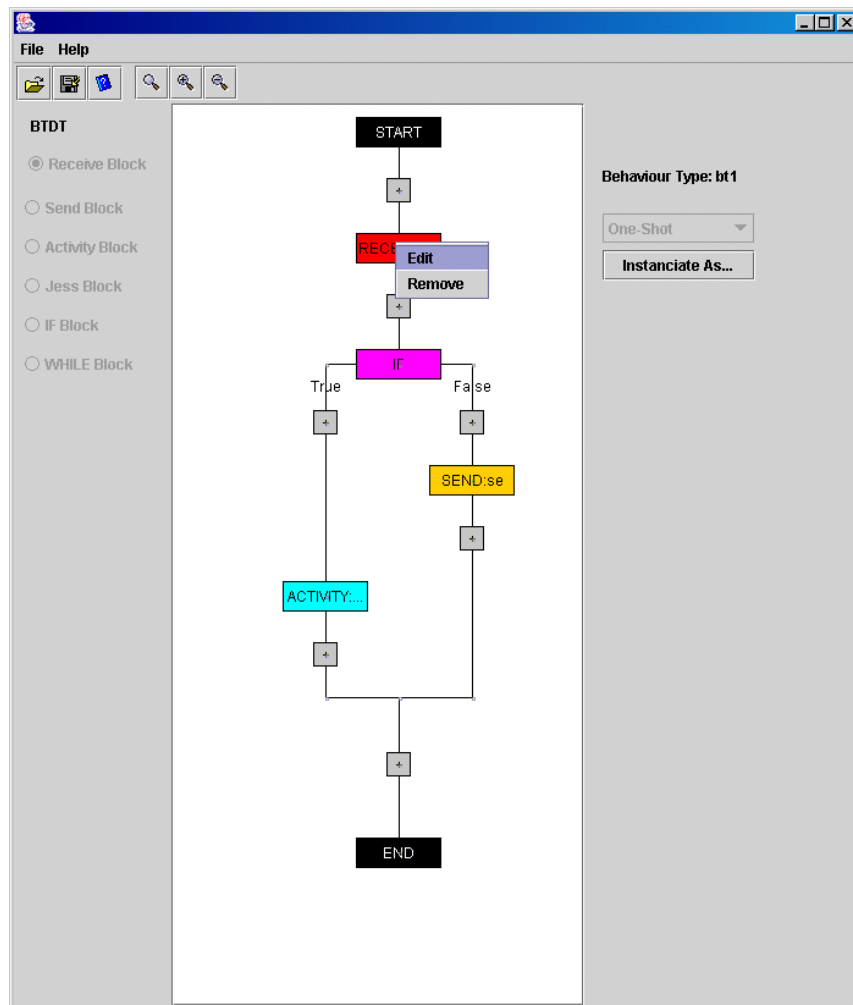 File Help
BTDT
Receive Block
Send Block
Activity Block
Jess Block
IF Block
WHILE Block
START
Edit
Remove
IF
True
False
SEND:se
ACTIVITY:...
END
Behaviour Type: bt1
One-Shot
Instanciate As...